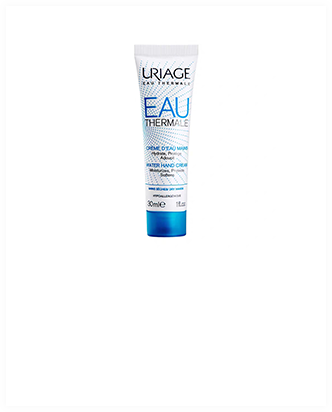 URIAGE
EAU THERMALE
EAU
THERMALE
CRÈME D'EAU MAINS
Hydrate, Protège,
Adoucit
WATER HAND CREAM
Moisturizes, Protects,
Softens
HYPOALLERGENIC
30ml 1fl.oz